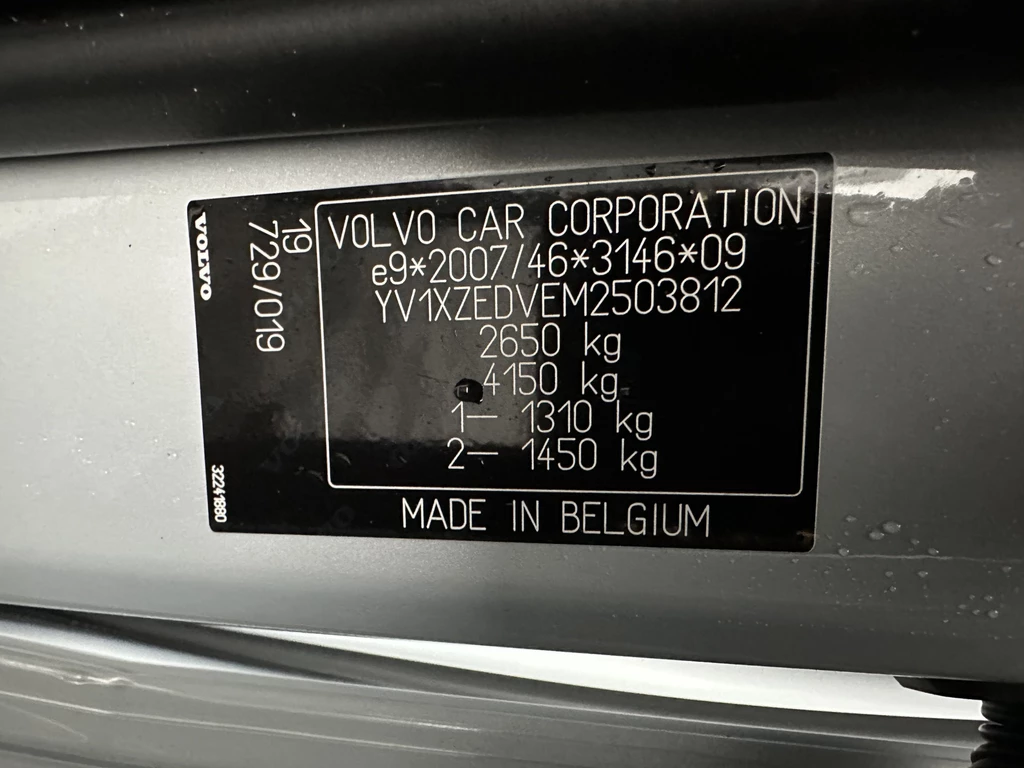 VOLVO
19
729/019
32241880
VOLVO CAR CORPORATION
e9*2007/46*3146*09
YV1XZEDVEM2503812
2650 kg
4150 kg
1– 1310 kg
2– 1450 kg
MADE IN BELGIUM